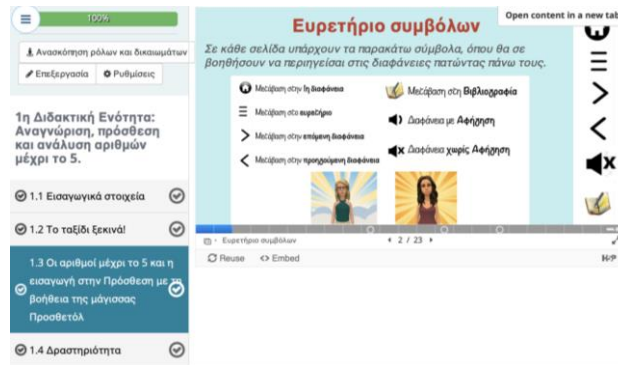 100%
Ανασκόπηση ρόλων και δικαιωμάτων
Επεξεργασία Ρυθμίσεις
1η Διδακτική Ενότητα:
Αναγνώριση, πρόσθεση
και ανάλυση αριθμών
μέχρι το 5.
1.1 Εισαγωγικά στοιχεία
1.2 Το ταξίδι ξεκινά!
1.3 Οι αριθμοί μέχρι το 5 και η
εισαγωγή στην Πρόσθεση με τη
βοήθεια της μάγισσας
Προσθετόλ
1.4 Δραστηριότητα
Open content in a new tab
Ευρετήριο συμβόλων
Σε κάθε σελίδα υπάρχουν τα παρακάτω σύμβολα, όπου θα σε
βοηθήσουν να περιηγείσαι στις διαφάνειες πατώντας πάνω τους.
Μετάβαση στην 1η διαφάνεια
Μετάβαση στο ευρετήριο
Μετάβαση στην επόμενη διαφάνεια
Μετάβαση στην προηγούμενη διαφάνεια
Μετάβαση στη Βιβλιογραφία
Διαφάνεια με Αφήγηση
Διαφάνεια χωρίς Αφήγηση
Ευρετήριο συμβόλων
2 / 23
Reuse <> Embed
H-P